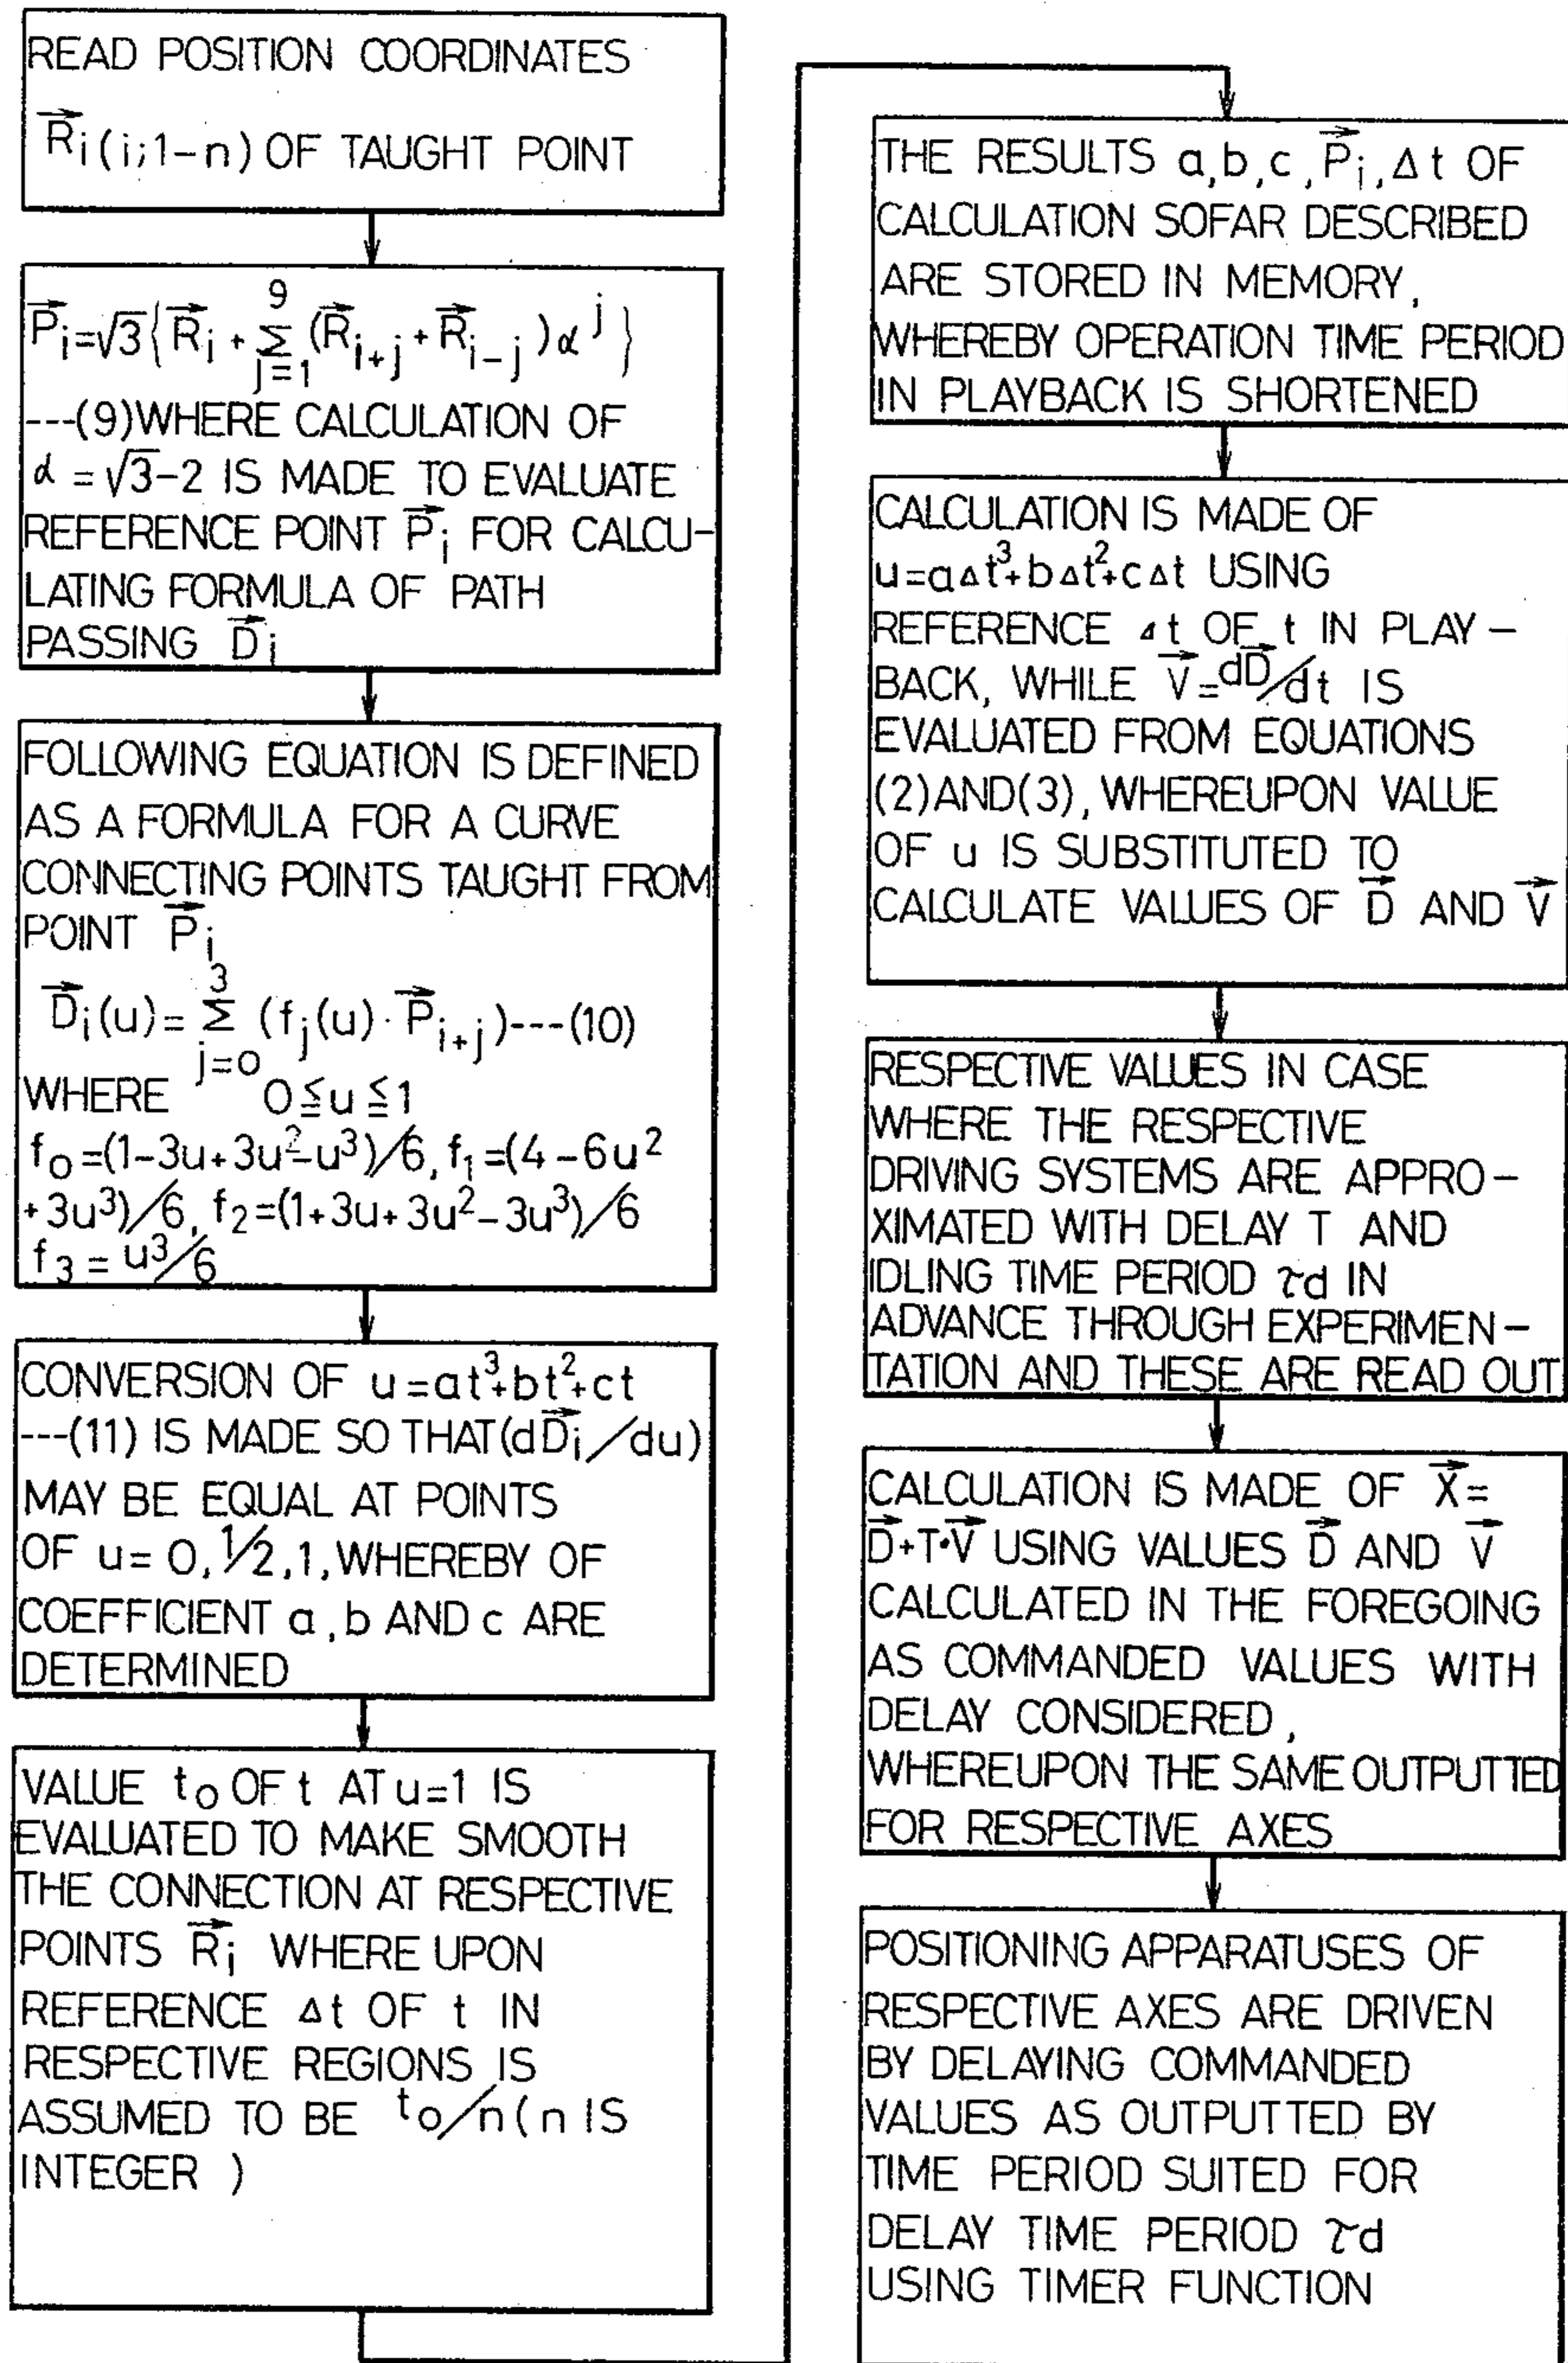 READ POSITION COORDINATES
R⃗i(i;1-n) OF TAUGHT POINT
P⃗i=√3{R⃗i+Σ(j=1 to 9)(R⃗i+j+R⃗i-j)α^j}
---(9)WHERE CALCULATION OF
α=√3-2 IS MADE TO EVALUATE
REFERENCE POINT P⃗i FOR CALCU-
LATING FORMULA OF PATH
PASSING D⃗i
FOLLOWING EQUATION IS DEFINED
AS A FORMULA FOR A CURVE
CONNECTING POINTS TAUGHT FROM
POINT P⃗i
D⃗i(u)=Σ(j=0 to 3)(fj(u)·P⃗i+j)---(10)
WHERE 0≦u≦1
f0=(1-3u+3u²-u³)/6, f1=(4-6u²
+3u³)/6, f2=(1+3u+3u²-3u³)/6
f3=u³/6
CONVERSION OF u=at³+bt²+ct
---(11) IS MADE SO THAT(dD⃗i/du)
MAY BE EQUAL AT POINTS
OF u=0,1/2,1,WHEREBY OF
COEFFICIENT a,b AND c ARE
DETERMINED
VALUE t0 OF t AT u=1 IS
EVALUATED TO MAKE SMOOTH
THE CONNECTION AT RESPECTIVE
POINTS R⃗i WHERE UPON
REFERENCE Δt OF t IN
RESPECTIVE REGIONS IS
ASSUMED TO BE t0/n(n IS
INTEGER )
THE RESULTS a,b,c,P⃗i,Δt OF
CALCULATION SOFAR DESCRIBED
ARE STORED IN MEMORY,
WHEREBY OPERATION TIME PERIOD
IN PLAYBACK IS SHORTENED
CALCULATION IS MADE OF
u=aΔt³+bΔt²+cΔt USING
REFERENCE Δt OF t IN PLAY-
BACK, WHILE V⃗=dD⃗/dt IS
EVALUATED FROM EQUATIONS
(2)AND(3), WHEREUPON VALUE
OF u IS SUBSTITUTED TO
CALCULATE VALUES OF D⃗ AND V⃗
RESPECTIVE VALUES IN CASE
WHERE THE RESPECTIVE
DRIVING SYSTEMS ARE APPRO-
XIMATED WITH DELAY T AND
IDLING TIME PERIOD τd IN
ADVANCE THROUGH EXPERIMEN-
TATION AND THESE ARE READ OUT
CALCULATION IS MADE OF X⃗=
D⃗+T·V⃗ USING VALUES D⃗ AND V⃗
CALCULATED IN THE FOREGOING
AS COMMANDED VALUES WITH
DELAY CONSIDERED,
WHEREUPON THE SAME OUTPUTTED
FOR RESPECTIVE AXES
POSITIONING APPARATUSES OF
RESPECTIVE AXES ARE DRIVEN
BY DELAYING COMMANDED
VALUES AS OUTPUTTED BY
TIME PERIOD SUITED FOR
DELAY TIME PERIOD τd
USING TIMER FUNCTION